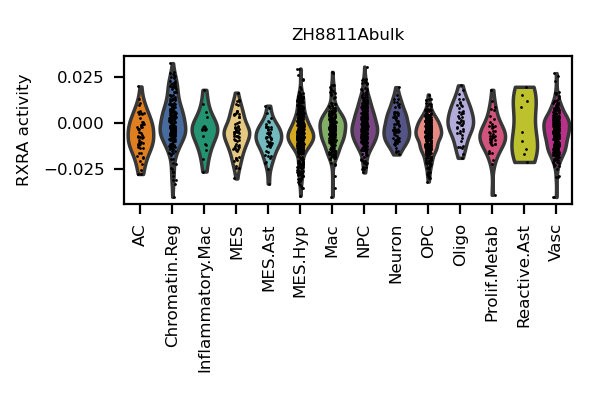 ZH8811Abulk
RXRA activity
0.025
0.000
−0.025
AC
Chromatin.Reg
Inflammatory.Mac
MES
MES.Ast
MES.Hyp
Mac
NPC
Neuron
OPC
Oligo
Prolif.Metab
Reactive.Ast
Vasc